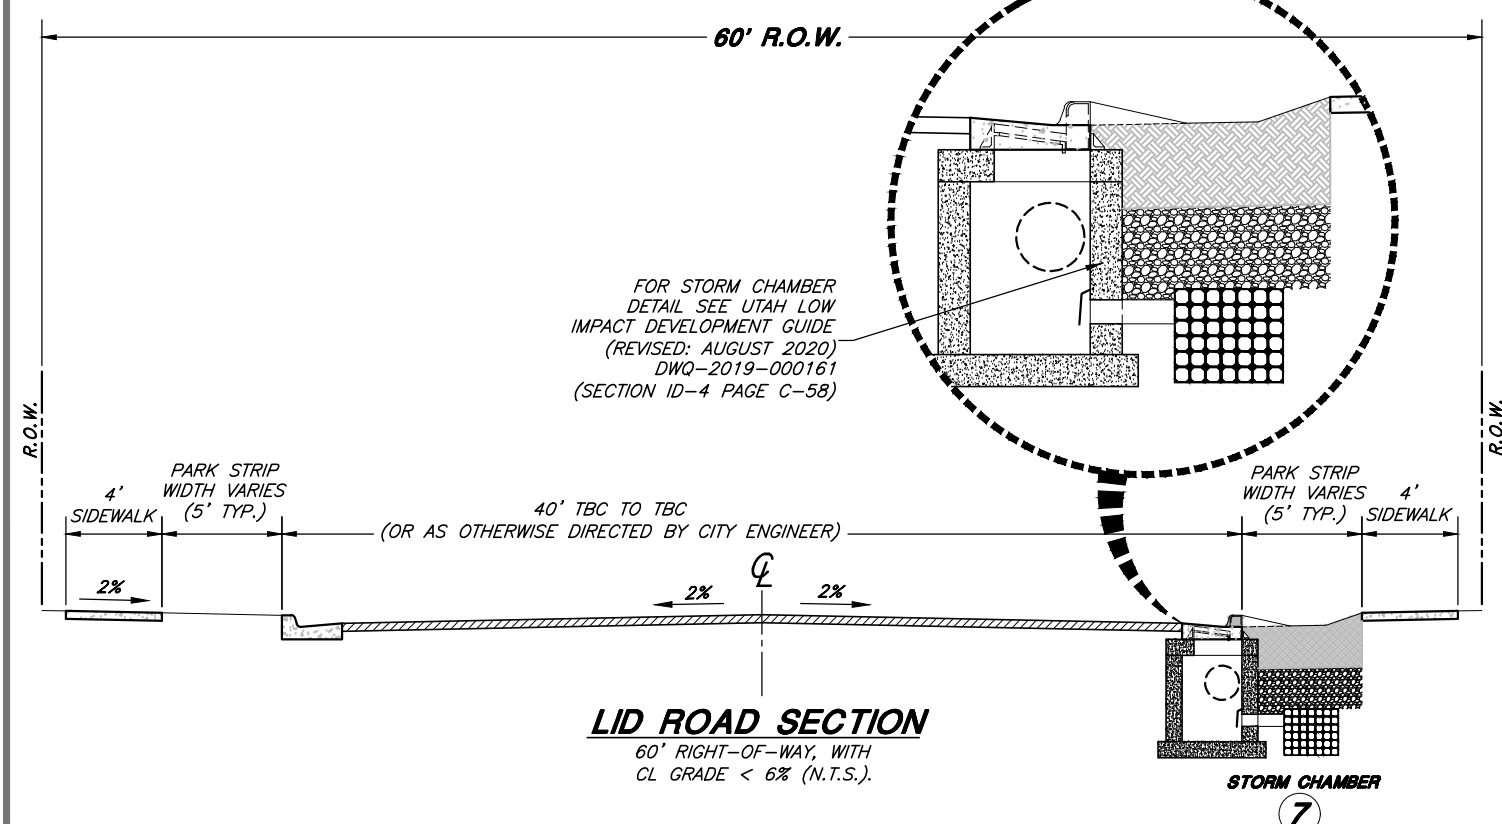 60' R.O.W.
FOR STORM CHAMBER
DETAIL SEE UTAH LOW
IMPACT DEVELOPMENT GUIDE
(REVISED: AUGUST 2020)
DWQ-2019-000161
(SECTION ID-4 PAGE C-58)
R.O.W.
R.O.W.
4'
SIDEWALK
PARK STRIP
WIDTH VARIES
(5' TYP.)
40' TBC TO TBC
(OR AS OTHERWISE DIRECTED BY CITY ENGINEER)
PARK STRIP
WIDTH VARIES
(5' TYP.)
4'
SIDEWALK
2%
2%
℄
2%
LID ROAD SECTION
60' RIGHT-OF-WAY, WITH
CL GRADE < 6% (N.T.S.).
STORM CHAMBER
7